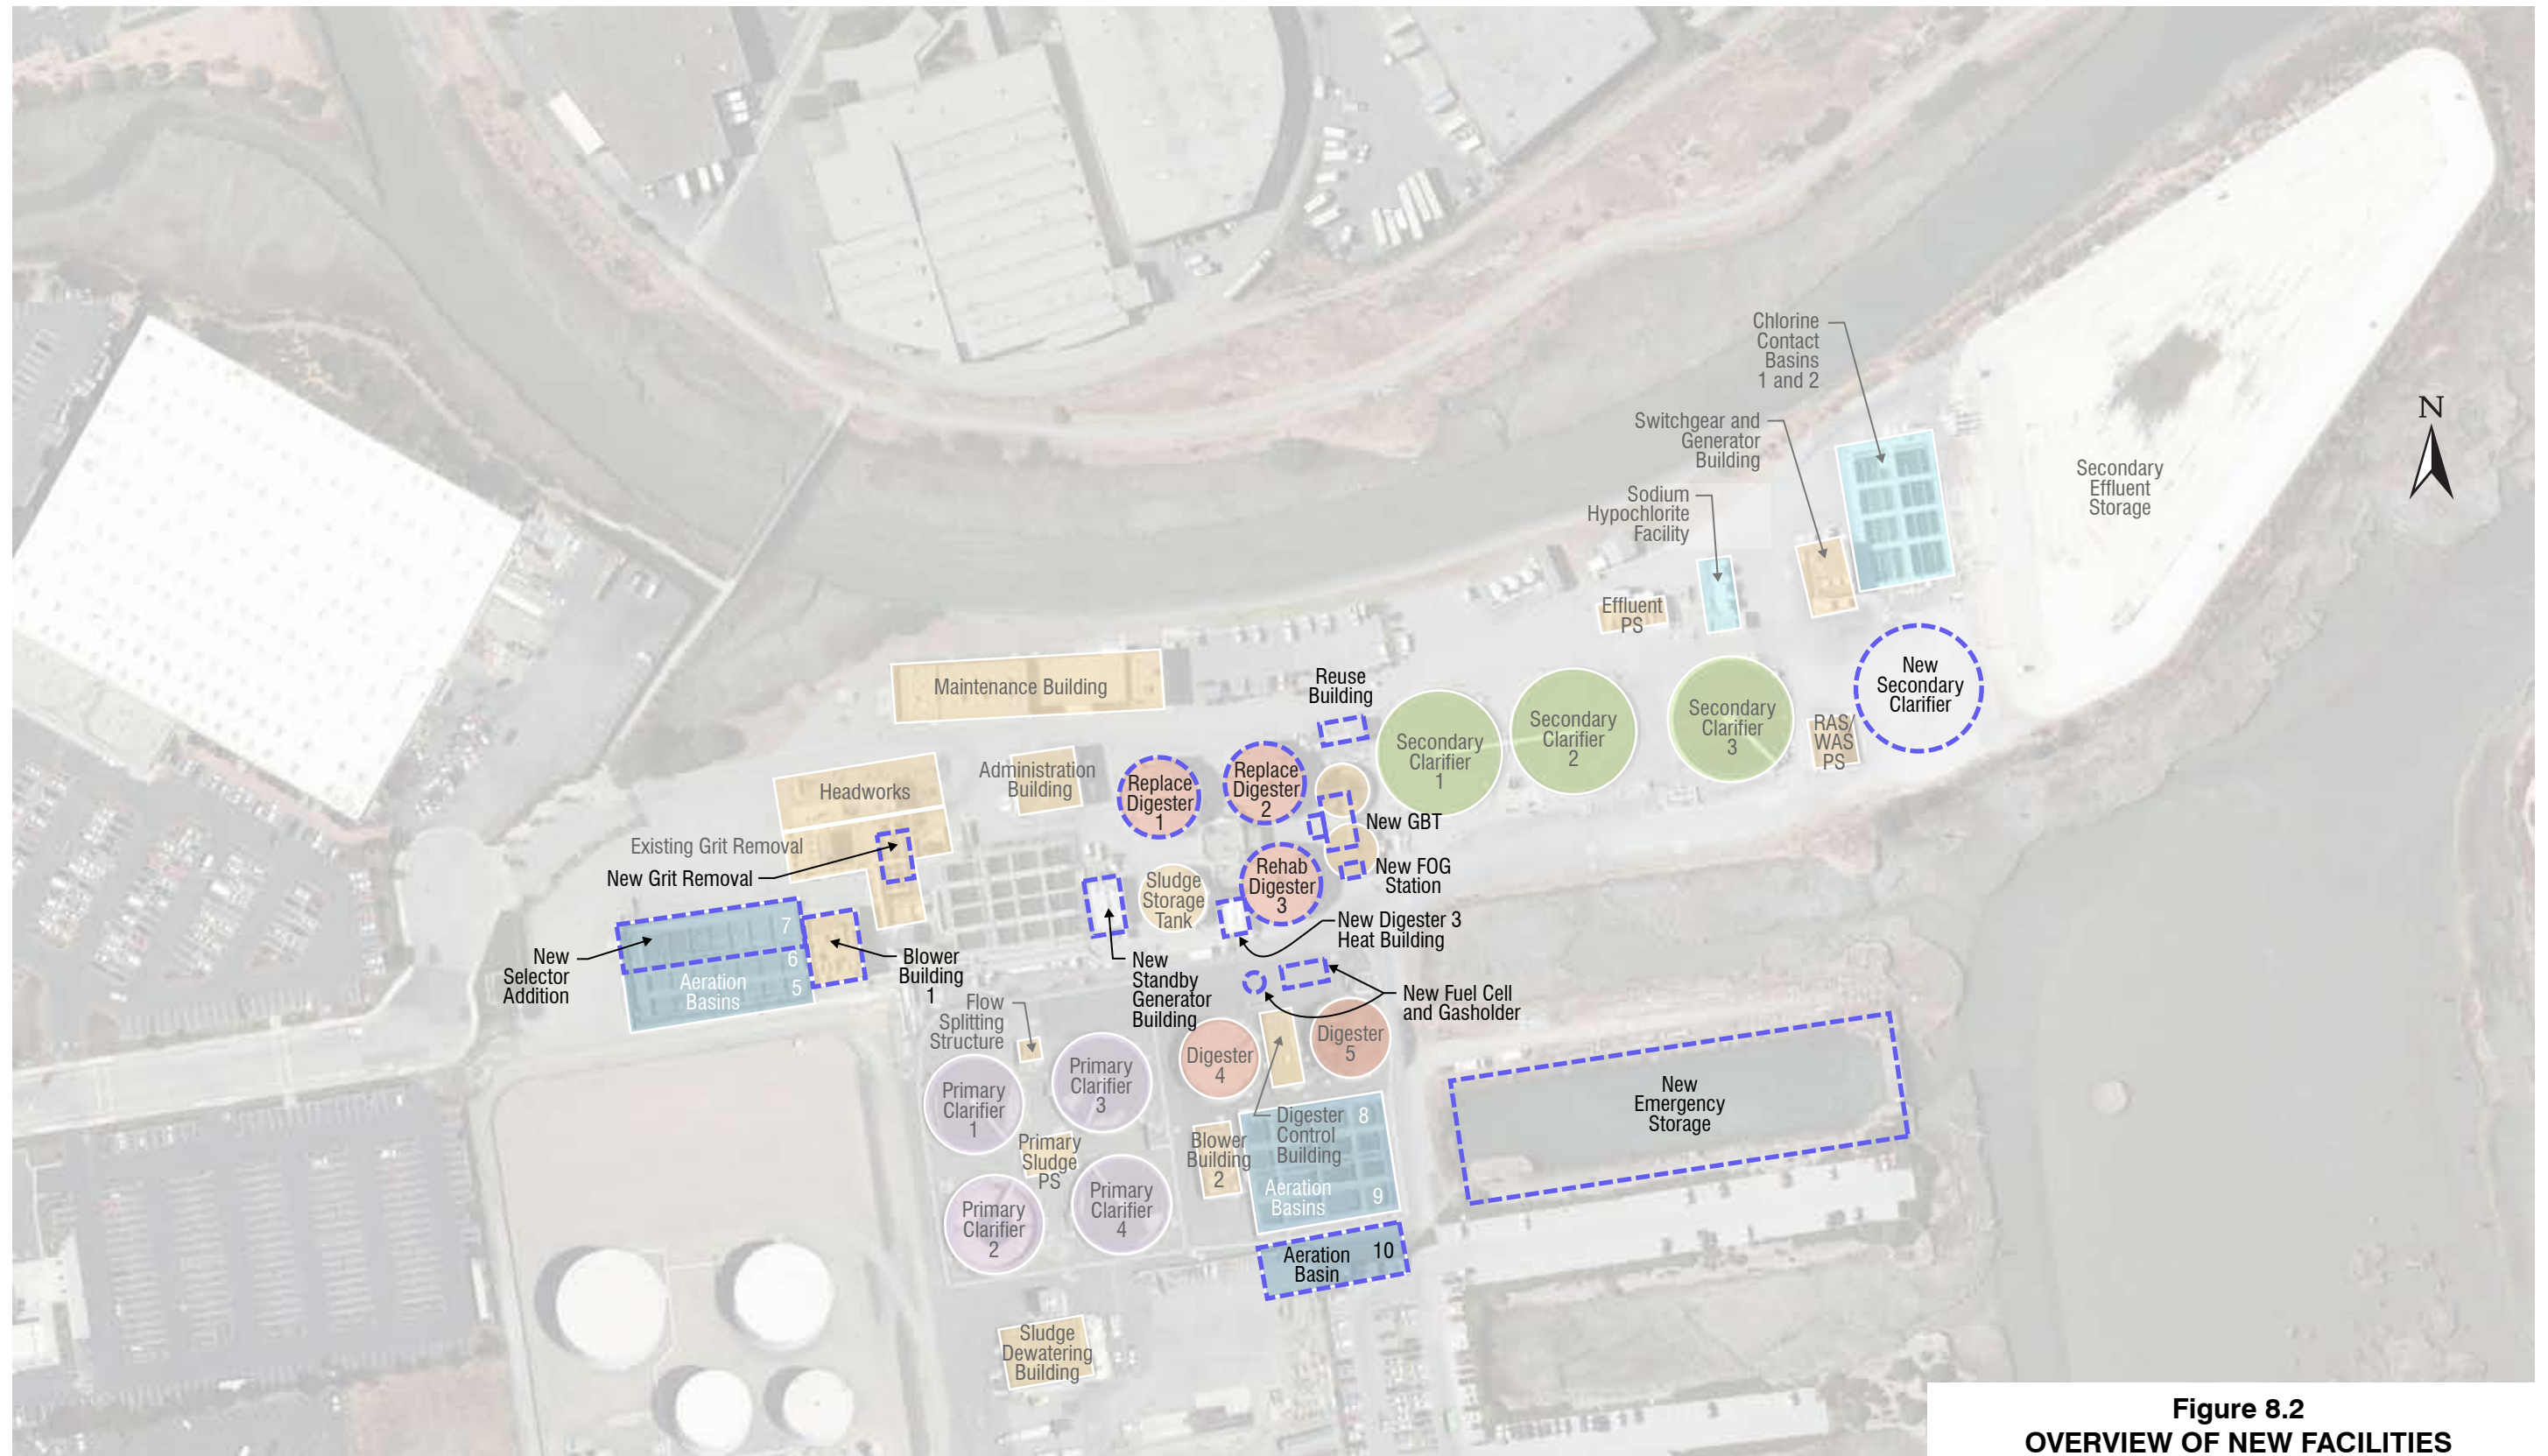 Chlorine
Contact
Basins
1 and 2
N
Switchgear and
Generator
Building
Secondary
Effluent
Storage
Sodium
Hypochlorite
Facility
Effluent
PS
New
Secondary
Clarifier
Maintenance Building
Reuse
Building
Secondary
Clarifier
1
Secondary
Clarifier
2
Secondary
Clarifier
3
RAS/
WAS
PS
Headworks
Administration
Building
Replace
Digester
1
Replace
Digester
2
New GBT
Existing Grit Removal
New Grit Removal
Sludge
Storage
Tank
Rehab
Digester
3
New FOG
Station
New Digester 3
Heat Building
7
6
5
Aeration
Basins
New
Selector
Addition
Blower
Building
1
New
Standby
Generator
Building
New Fuel Cell
and Gasholder
Flow
Splitting
Structure
Digester
4
Digester
5
Primary
Clarifier
1
Primary
Clarifier
3
New
Emergency
Storage
Digester
Control
Building
8
Primary
Sludge
PS
Blower
Building
2
Aeration
Basins
9
Primary
Clarifier
2
Primary
Clarifier
4
Aeration
Basin
10
Sludge
Dewatering
Building
Figure 8.2
OVERVIEW OF NEW FACILITIES